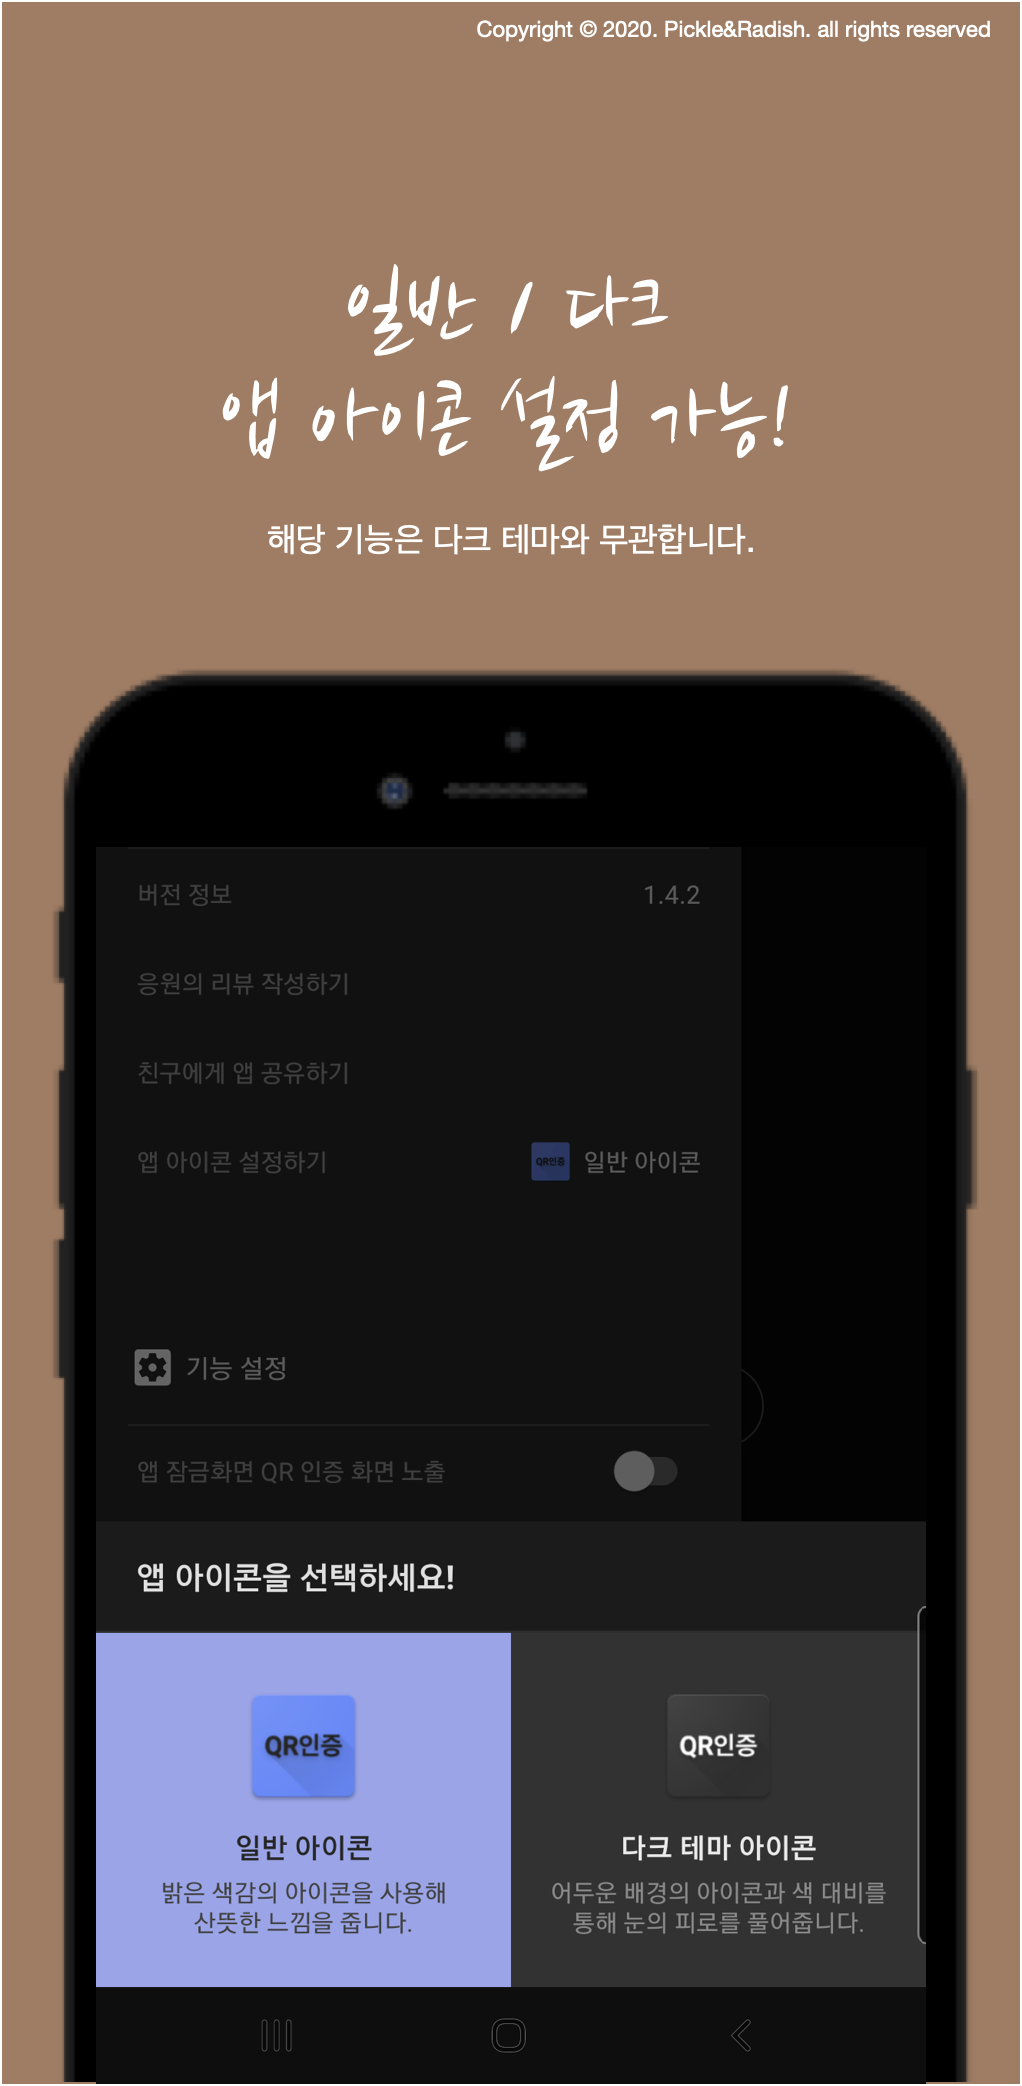 Copyright © 2020. Pickle&Radish. all rights reserved
일반 / 다크
앱 아이콘 설정 가능!
해당 기능은 다크 테마와 무관합니다.
버전 정보 1.4.2
응원의 리뷰 작성하기
친구에게 앱 공유하기
앱 아이콘 설정하기 QR인증 일반 아이콘
기능 설정
앱 잠금화면 QR 인증 화면 노출
앱 아이콘을 선택하세요!
QR인증
일반 아이콘
밝은 색감의 아이콘을 사용해
산뜻한 느낌을 줍니다.
QR인증
다크 테마 아이콘
어두운 배경의 아이콘과 색 대비를
통해 눈의 피로를 풀어줍니다.